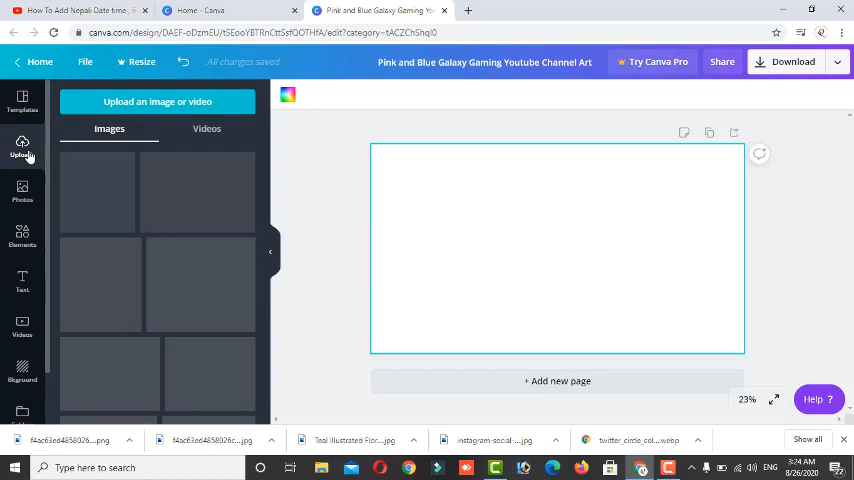 How To Add Nepali Date time ,
Home - Canva
Pink and Blue Galaxy Gaming Yo
canva.com/design/DAEF-oDzmEU/t5EooYBTRnCttSsfQOTHfA/edit?category=tACZChShqI0
Home
File
Resize
All changes saved
Pink and Blue Galaxy Gaming Youtube Channel Art
Try Canva Pro
Share
Download
Templates
Uploads
Photos
Elements
Text
Videos
Bkground
Upload an image or video
Images
Videos
+ Add new page
23%
Help ?
f4ac63ed4858026....png
f4ac63ed4858026c....jpg
Teal Illustrated Flor....jpg
instagram-social-....jpg
twitter_circle_col....webp
Show all
Type here to search
ENG
3:24 AM
8/26/2020
22